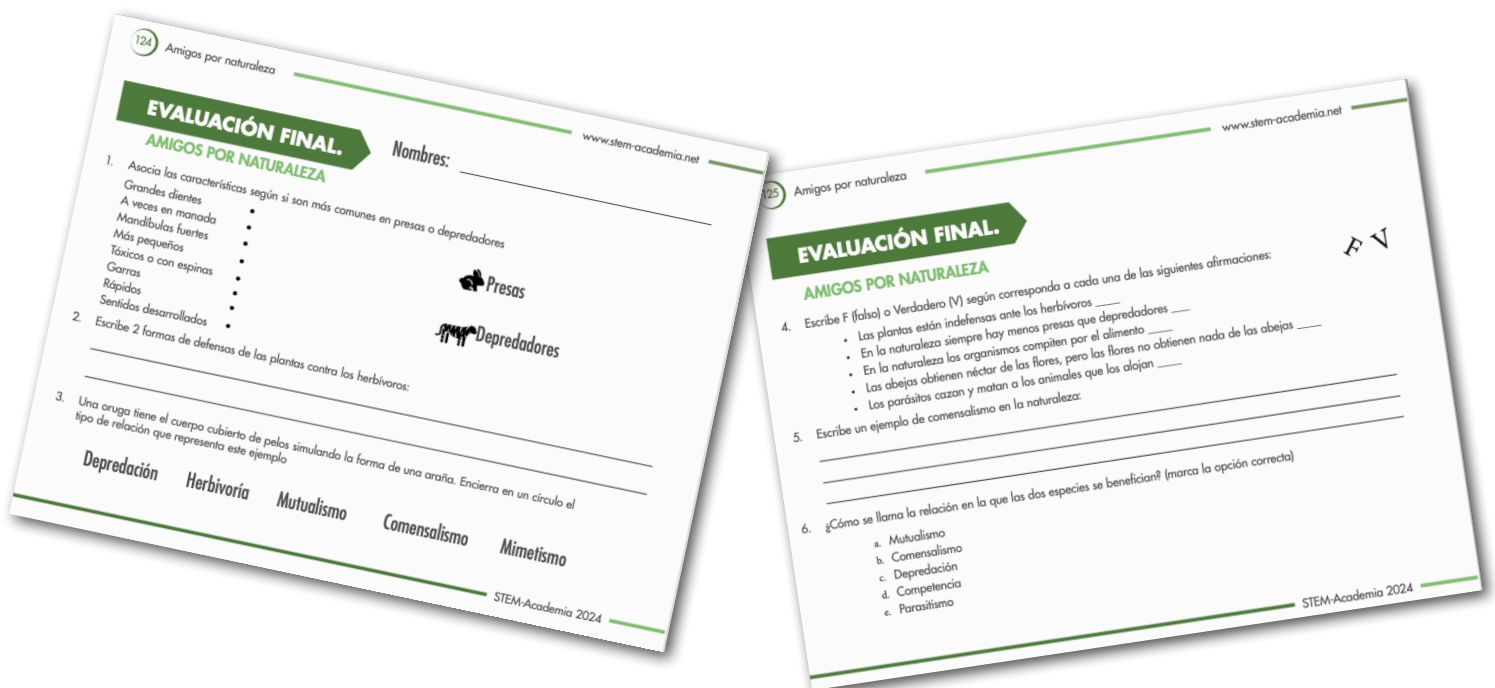 124
Amigos por naturaleza
www.stem-academia.net
EVALUACIÓN FINAL.
AMIGOS POR NATURALEZA
Nombres:
1. Asocia las características según si son más comunes en presas o depredadores
Grandes dientes
A veces en manada
Mandíbulas fuertes
Más pequeños
Tóxicos o con espinas
Garras
Rápidos
Sentidos desarrollados
Presas
Depredadores
2. Escribe 2 formas de defensas de las plantas contra los herbívoros:
3. Una oruga tiene el cuerpo cubierto de pelos simulando la forma de una araña. Encierra en un círculo el
tipo de relación que representa este ejemplo
Depredación Herbivoría Mutualismo Comensalismo Mimetismo
STEM-Academia 2024
125
Amigos por naturaleza
www.stem-academia.net
EVALUACIÓN FINAL.
AMIGOS POR NATURALEZA
F V
4. Escribe F (falso) o Verdadero (V) según corresponda a cada una de las siguientes afirmaciones:
• Las plantas están indefensas ante los herbívoros ____
• En la naturaleza siempre hay menos presas que depredadores ____
• En la naturaleza los organismos compiten por el alimento ____
• Las abejas obtienen néctar de las flores, pero las flores no obtienen nada de las abejas ____
• Los parásitos cazan y matan a los animales que los alojan ____
5. Escribe un ejemplo de comensalismo en la naturaleza:
6. ¿Cómo se llama la relación en la que las dos especies se benefician? (marca la opción correcta)
a. Mutualismo
b. Comensalismo
c. Depredación
d. Competencia
e. Parasitismo
STEM-Academia 2024